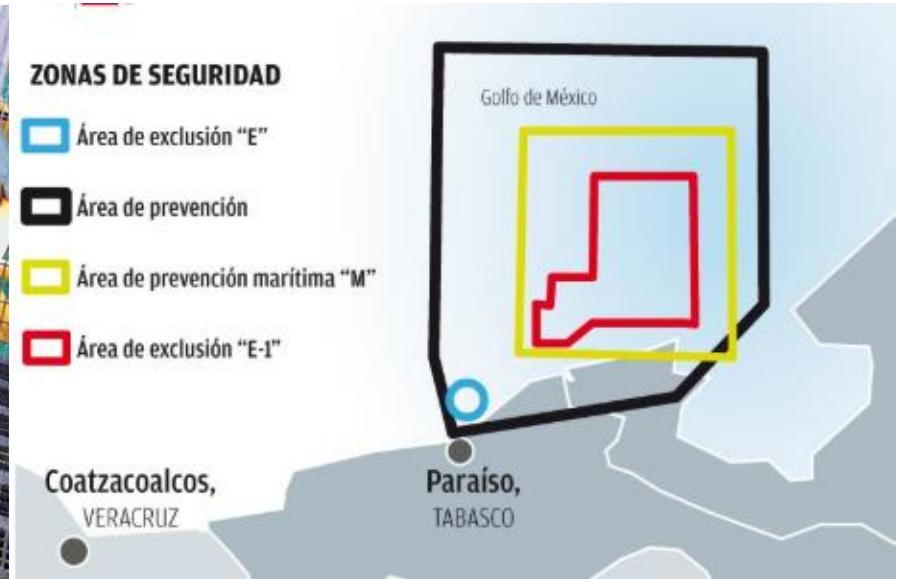 ZONAS DE SEGURIDAD
Área de exclusión “E”
Área de prevención
Área de prevención marítima “M”
Área de exclusión “E-1”
Golfo de México
Coatzacoalcos,
VERACRUZ
Paraíso,
TABASCO